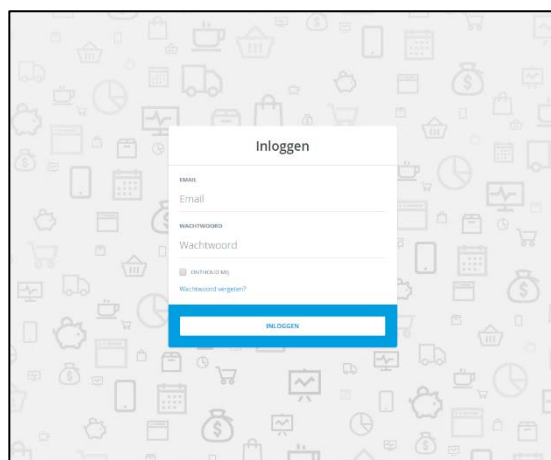 Inloggen
EMAIL
Email
WACHTWOORD
Wachtwoord
ONTHOUD MIJ
Wachtwoord vergeten?
INLOGGEN